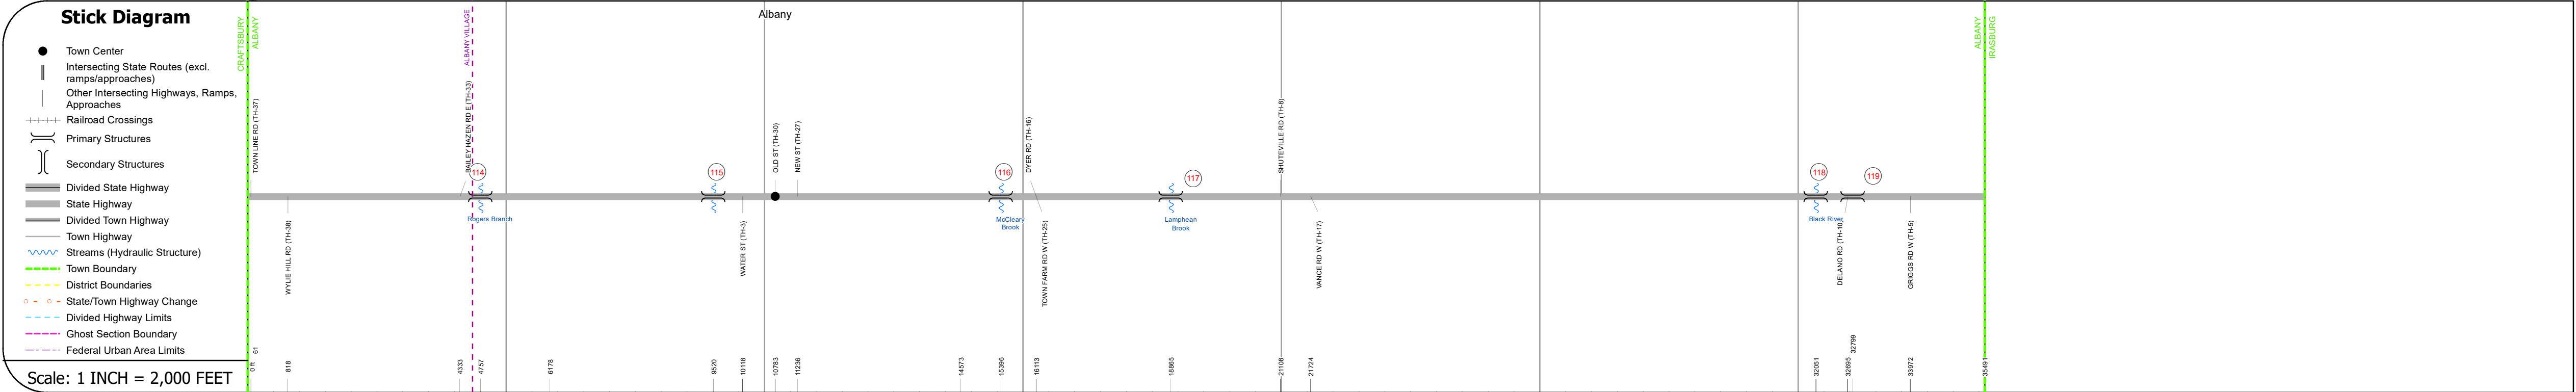 Stick Diagram
Town Center
Intersecting State Routes (excl.
ramps/approaches)
Other Intersecting Highways, Ramps,
Approaches
Railroad Crossings
Primary Structures
Secondary Structures
Divided State Highway
State Highway
Divided Town Highway
Town Highway
Streams (Hydraulic Structure)
Town Boundary
District Boundaries
State/Town Highway Change
Divided Highway Limits
Ghost Section Boundary
Federal Urban Area Limits
Scale: 1 INCH = 2,000 FEET
CRAFTSBURY
ALBANY
ALBANY VILLAGE
Albany
ALBANY
IRASBURG
TOWN LINE RD (TH-37)
BAILEY HAZEN RD E (TH-33)
OLD ST (TH-30)
NEW ST (TH-27)
DYER RD (TH-16)
SHUTEVILLE RD (TH-8)
114
115
116
117
118
119
Rogers Branch
McCleary
Brook
Lamphean
Brook
Black River
WYLIE HILL RD (TH-38)
WATER ST (TH-3)
TOWN FARM RD W (TH-25)
VANCE RD W (TH-17)
DELANO RD (TH-10)
GRIGGS RD W (TH-5)
0 ft
61
818
4333
4757
6178
9520
10118
10783
11236
14573
15396
16113
18865
21106
21724
32051
32695
32799
33972
35491